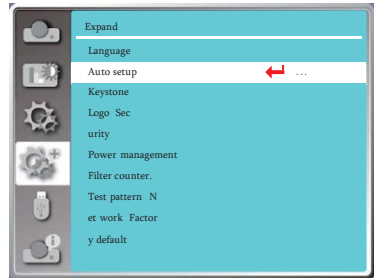 Expand
Language
Auto setup ...
Keystone
Logo Sec
urity
Power management
Filter counter.
Test pattern N
et work Factor
y default